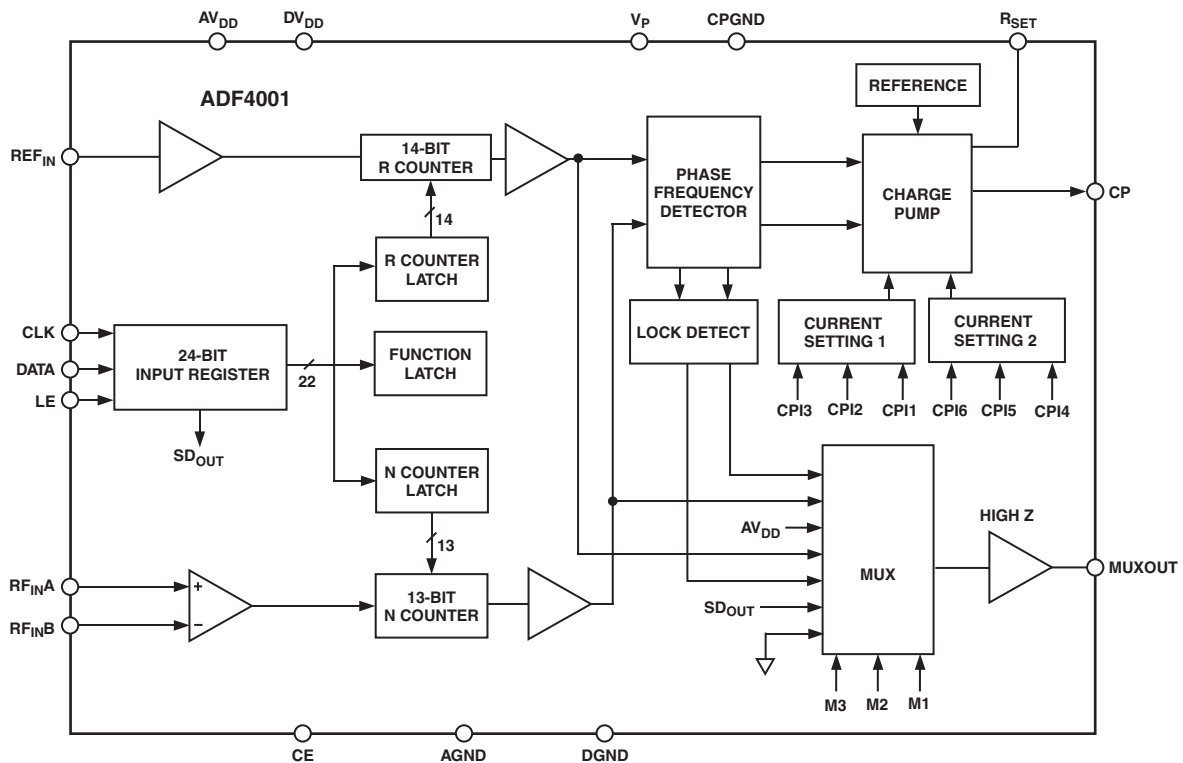 AVDD
DVDD
VP
CPGND
RSET
ADF4001
REFERENCE
REFIN
14-BIT
R COUNTER
PHASE
FREQUENCY
DETECTOR
CHARGE
PUMP
CP
14
R COUNTER
LATCH
CLK
DATA
LE
24-BIT
INPUT REGISTER
22
FUNCTION
LATCH
LOCK DETECT
CURRENT
SETTING 1
CURRENT
SETTING 2
CPI3
CPI2
CPI1
CPI6
CPI5
CPI4
SDOUT
N COUNTER
LATCH
13
AVDD
HIGH Z
MUX
MUXOUT
RFINA
RFINB
+
−
13-BIT
N COUNTER
SDOUT
M3
M2
M1
CE
AGND
DGND